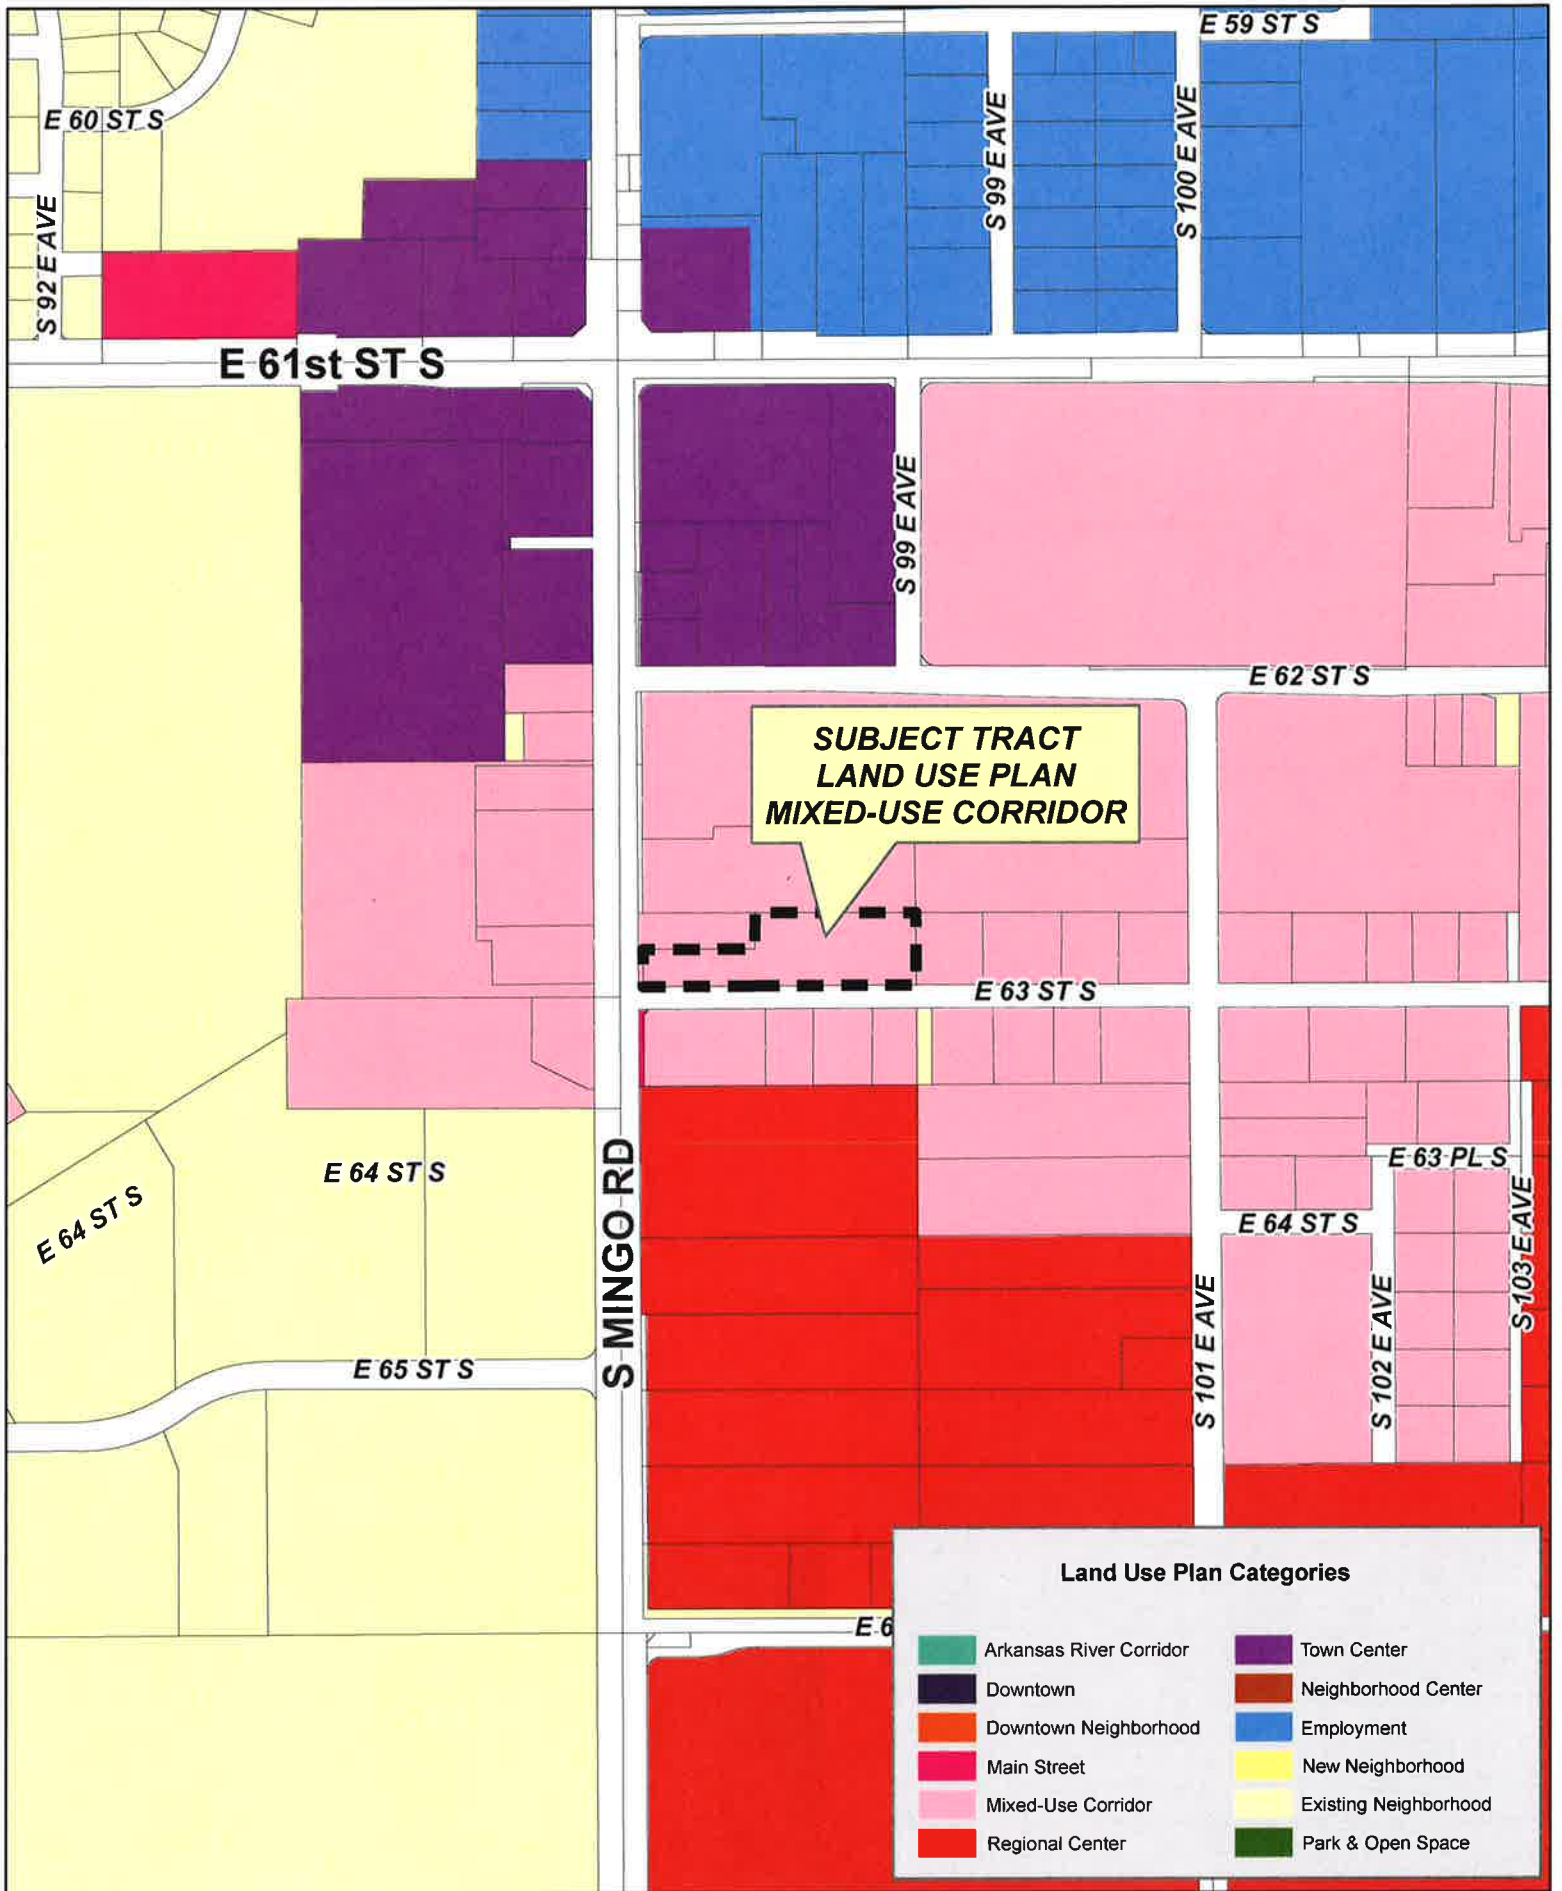 E 59 ST S
E 60 ST S
S 99 E AVE
S 100 E AVE
S 92 E AVE
E 61st ST S
S 99 E AVE
E 62 ST S
SUBJECT TRACT
LAND USE PLAN
MIXED-USE CORRIDOR
E 63 ST S
E 64 ST S
E 64 ST S
S MINGO RD
E 63 PL S
E 64 ST S
S 103 E AVE
S 101 E AVE
S 102 E AVE
E 65 ST S
E 6
Land Use Plan Categories
Arkansas River Corridor
Downtown
Downtown Neighborhood
Main Street
Mixed-Use Corridor
Regional Center
Town Center
Neighborhood Center
Employment
New Neighborhood
Existing Neighborhood
Park & Open Space